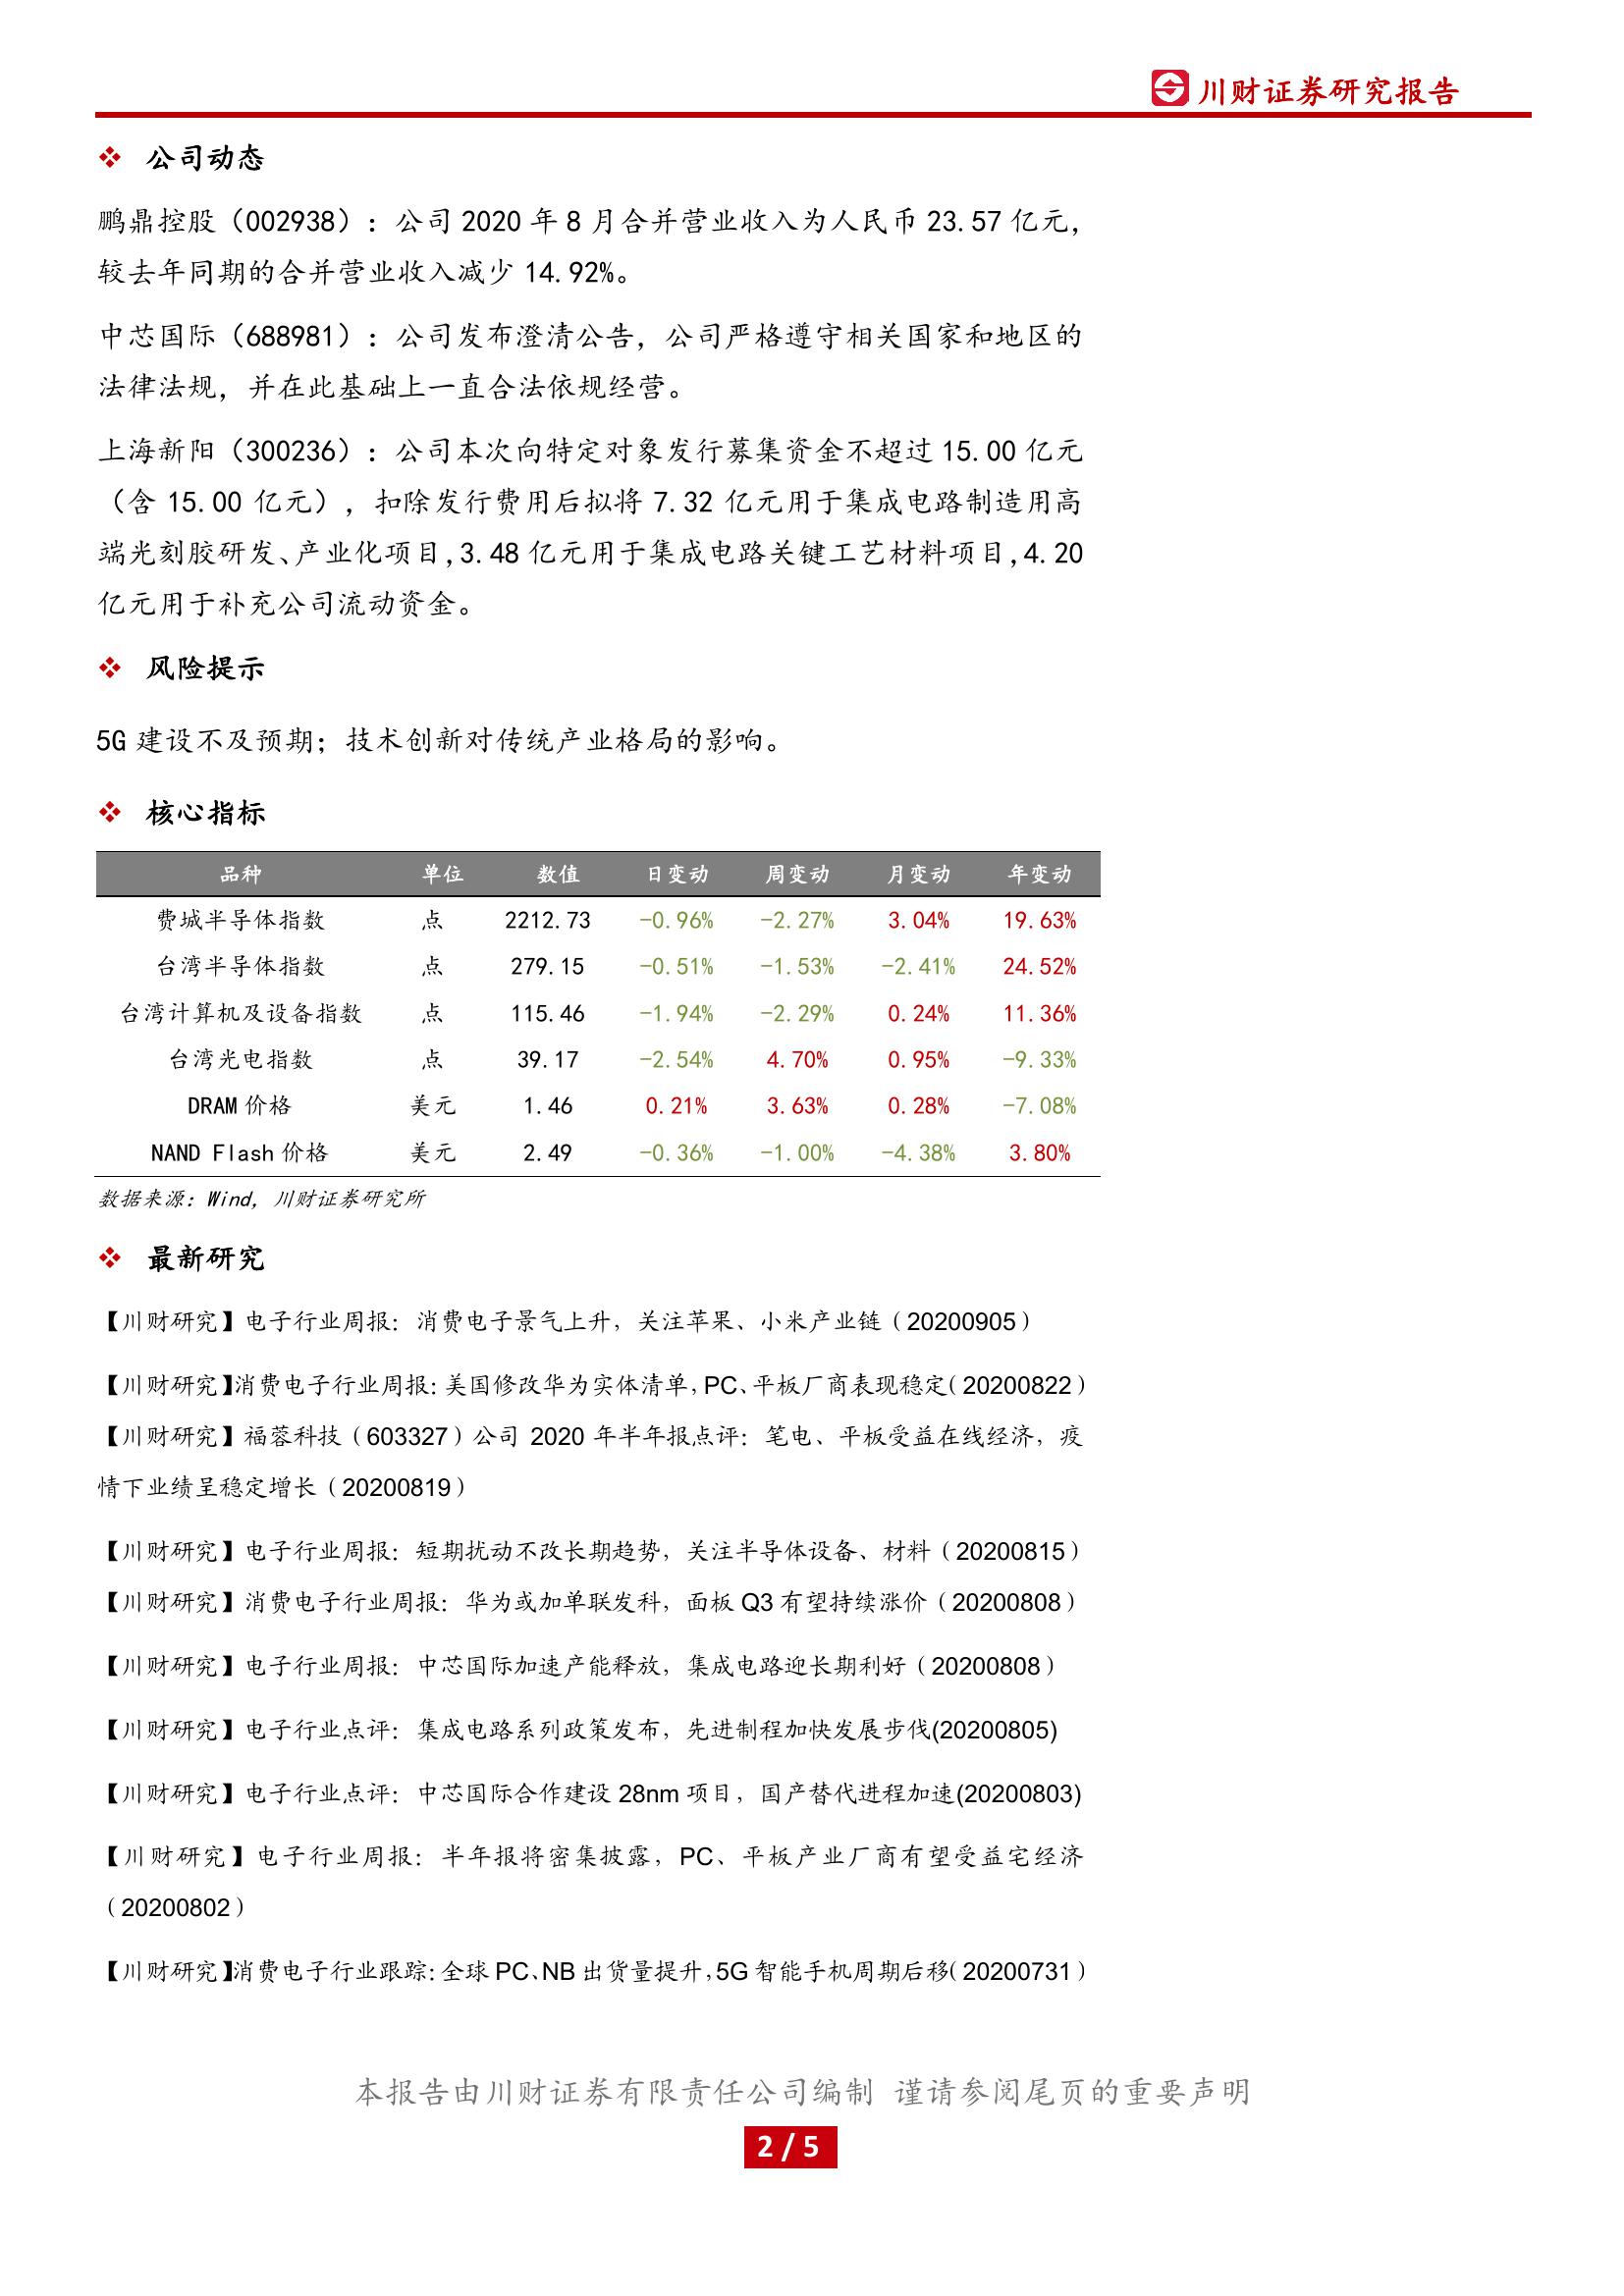 川财证券研究报告
公司动态
鹏鼎控股（002938）：公司 2020 年 8 月合并营业收入为人民币 23.57 亿元，
较去年同期的合并营业收入减少 14.92%。
中芯国际（688981）：公司发布澄清公告，公司严格遵守相关国家和地区的
法律法规，并在此基础上一直合法依规经营。
上海新阳（300236）：公司本次向特定对象发行募集资金不超过 15.00 亿元
（含 15.00 亿元），扣除发行费用后拟将 7.32 亿元用于集成电路制造用高
端光刻胶研发、产业化项目，3.48 亿元用于集成电路关键工艺材料项目，4.20
亿元用于补充公司流动资金。
风险提示
5G 建设不及预期；技术创新对传统产业格局的影响。
核心指标
品种 单位 数值 日变动 周变动 月变动 年变动
费城半导体指数 点 2212.73 -0.96% -2.27% 3.04% 19.63%
台湾半导体指数 点 279.15 -0.51% -1.53% -2.41% 24.52%
台湾计算机及设备指数 点 115.46 -1.94% -2.29% 0.24% 11.36%
台湾光电指数 点 39.17 -2.54% 4.70% 0.95% -9.33%
DRAM 价格 美元 1.46 0.21% 3.63% 0.28% -7.08%
NAND Flash 价格 美元 2.49 -0.36% -1.00% -4.38% 3.80%
数据来源：Wind，川财证券研究所
最新研究
【川财研究】电子行业周报：消费电子景气上升，关注苹果、小米产业链（20200905）
【川财研究】消费电子行业周报：美国修改华为实体清单，PC、平板厂商表现稳定（20200822）
【川财研究】福蓉科技（603327）公司 2020 年半年报点评：笔电、平板受益在线经济，疫
情下业绩呈稳定增长（20200819）
【川财研究】电子行业周报：短期扰动不改长期趋势，关注半导体设备、材料（20200815）
【川财研究】消费电子行业周报：华为或加单联发科，面板 Q3 有望持续涨价（20200808）
【川财研究】电子行业周报：中芯国际加速产能释放，集成电路迎长期利好（20200808）
【川财研究】电子行业点评：集成电路系列政策发布，先进制程加快发展步伐(20200805)
【川财研究】电子行业点评：中芯国际合作建设 28nm 项目，国产替代进程加速(20200803)
【川财研究】电子行业周报：半年报将密集披露，PC、平板产业厂商有望受益宅经济
（20200802）
【川财研究】消费电子行业跟踪：全球 PC、NB 出货量提升，5G 智能手机周期后移（20200731）
本报告由川财证券有限责任公司编制 谨请参阅尾页的重要声明
2 / 5